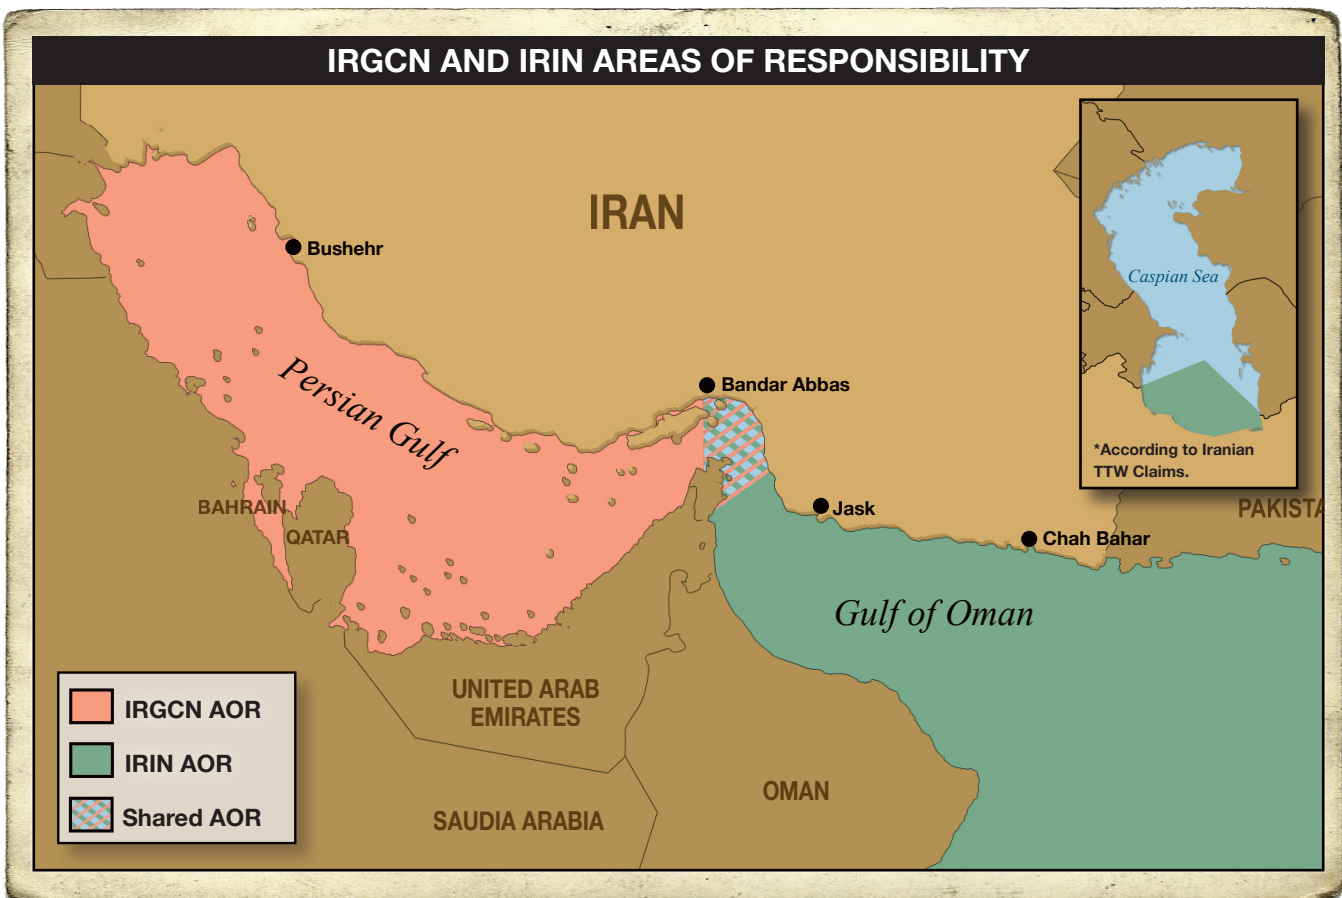 IRGCN AND IRIN AREAS OF RESPONSIBILITY
IRAN
Caspian Sea
*According to Iranian
TTW Claims.
Bushehr
Persian Gulf
Bandar Abbas
BAHRAIN
QATAR
Jask
Chah Bahar
PAKISTA
Gulf of Oman
UNITED ARAB
EMIRATES
OMAN
SAUDIA ARABIA
IRGCN AOR
IRIN AOR
Shared AOR